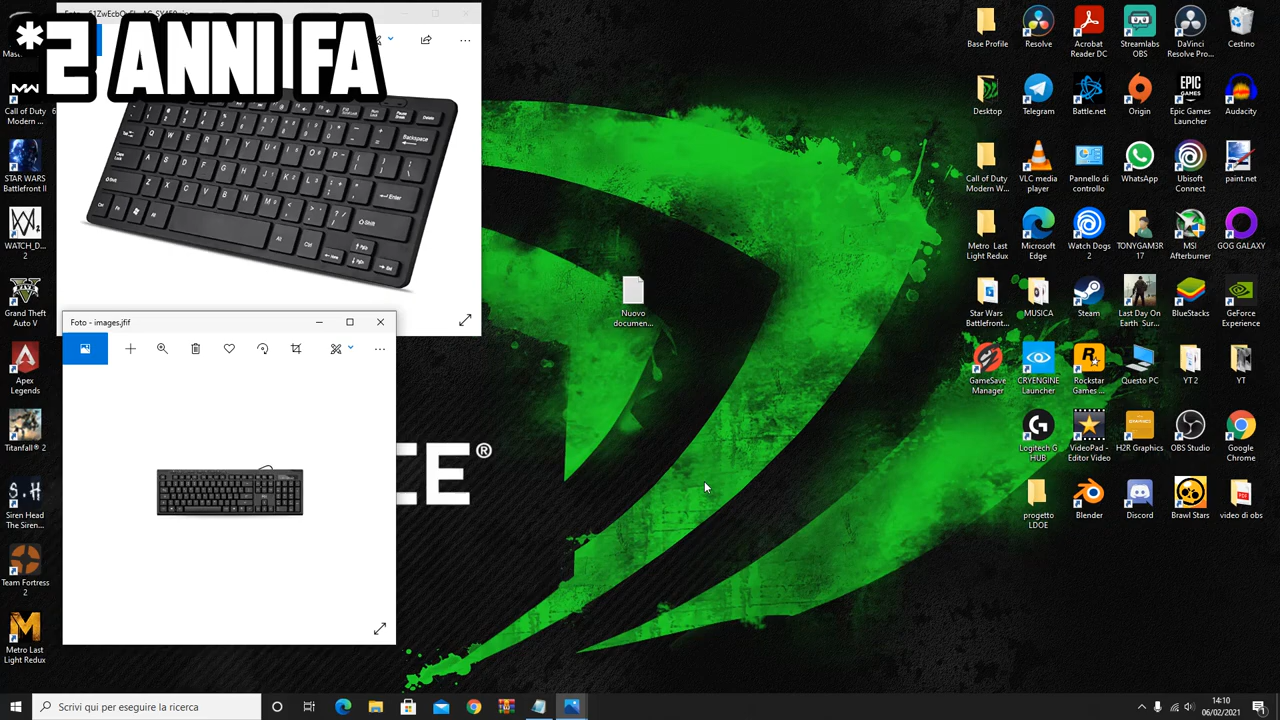 *2 ANNI FA
Foto - images.jfif
Mas
Call of Duty
Modern ...
STAR WARS
Battlefront II
WATCH_D...
2
Grand Theft
Auto V
Apex
Legends
Titanfall® 2
S.H
Siren Head
The Siren...
Team Fortress
2
Metro Last
Light Redux
Nuovo
documen...
CE®
Base Profile
Resolve
Acrobat
Reader DC
Streamlabs
OBS
DaVinci
Resolve Pro...
Cestino
Desktop
Telegram
Battle.net
Origin
EPIC
GAMES
Epic Games
Launcher
Audacity
Call of Duty
Modern W...
VLC media
player
Pannello di
controllo
WhatsApp
Ubisoft
Connect
paint.net
Metro Last
Light Redux
Microsoft
Edge
Watch Dogs
2
TONYGAM3R
17
MSI
Afterburner
GOG GALAXY
Star Wars
Battlefront...
MUSICA
Steam
Last Day On
Earth Sur...
BlueStacks
GeForce
Experience
GameSave
Manager
CRYENGINE
Launcher
Rockstar
Games ...
Questo PC
YT 2
YT
Logitech G
HUB
VideoPad -
Editor Video
H2R Graphics
OBS Studio
Google
Chrome
progetto
LDOE
Blender
Discord
Brawl Stars
video di obs
Scrivi qui per eseguire la ricerca
14:10
06/02/2021